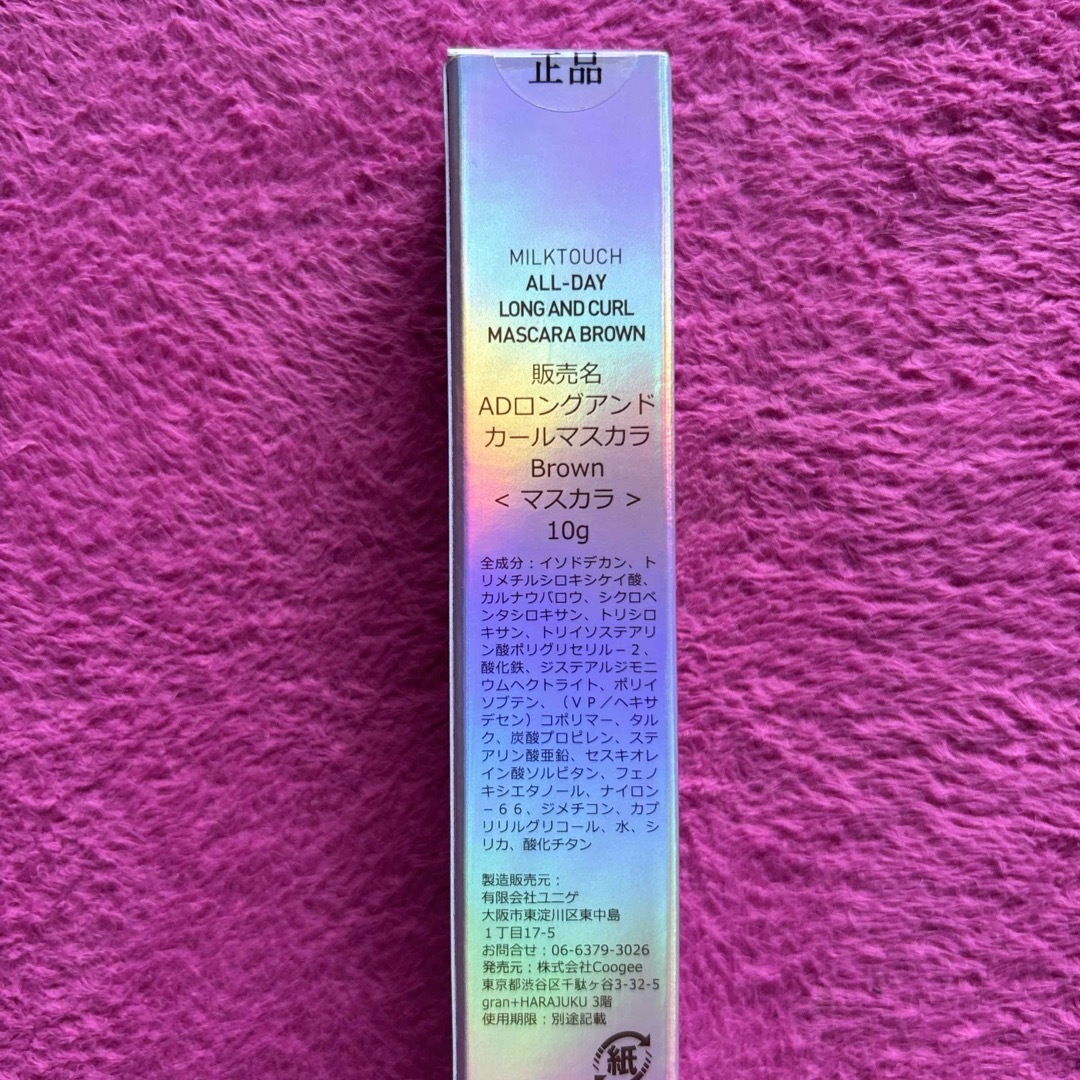 正品
MILKTOUCH
ALL-DAY
LONG AND CURL
MASCARA BROWN
販売名
ADロングアンド
カールマスカラ
Brown
< マスカラ >
10g
全成分：イソドデカン、ト
リメチルシロキシケイ酸、
カルナウバロウ、シクロペ
ンタシロキサン、トリシロ
キサン、トリイソステアリ
ン酸ポリグリセリル－２、
酸化鉄、ジステアルジモニ
ウムヘクトライト、ポリイ
ソブテン、（ＶＰ／ヘキサ
デセン）コポリマー、タル
ク、炭酸プロピレン、ステ
アリン酸亜鉛、セスキオレ
イン酸ソルビタン、フェノ
キシエタノール、ナイロン
－６６、ジメチコン、カプ
リリルグリコール、水、シ
リカ、酸化チタン
製造販売元：
有限会社ユニゲ
大阪市東淀川区東中島
１丁目17-5
お問合せ：06-6379-3026
発売元：株式会社Coogee
東京都渋谷区千駄ヶ谷3-32-5
gran+HARAJUKU 3階
使用期限：別途記載
紙